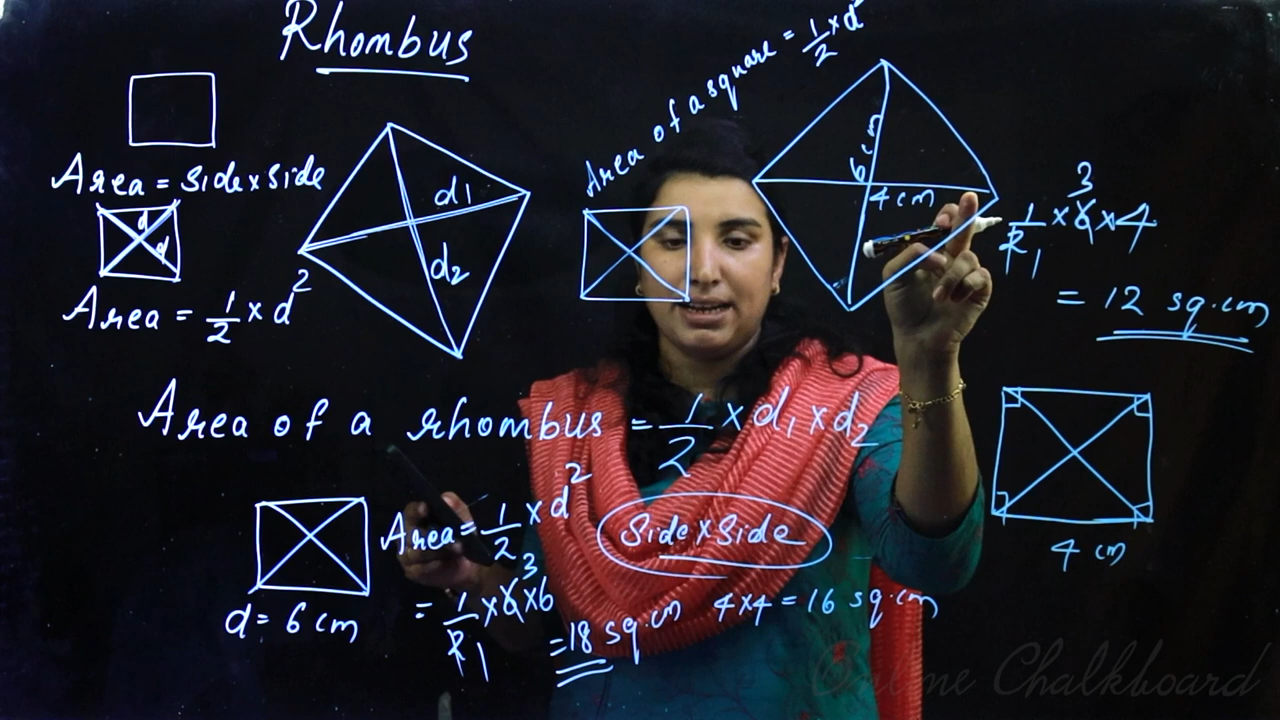 Rhombus
Area = side × side
d
d
Area = 1/2 × d²
d₁
d₂
Area of a square = 1/2 × d²
6 cm
4 cm
3
1/2 × 6 × 4
1
= 12 sq.cm
Area of a rhombus = 1/2 × d₁ × d₂
d = 6 cm
Area = 1/2 × d²
3
= 1/2 × 6 × 6
1
= 18 sq.cm
side × side
4×4 = 16 sq.cm
4 cm
Online Chalkboard